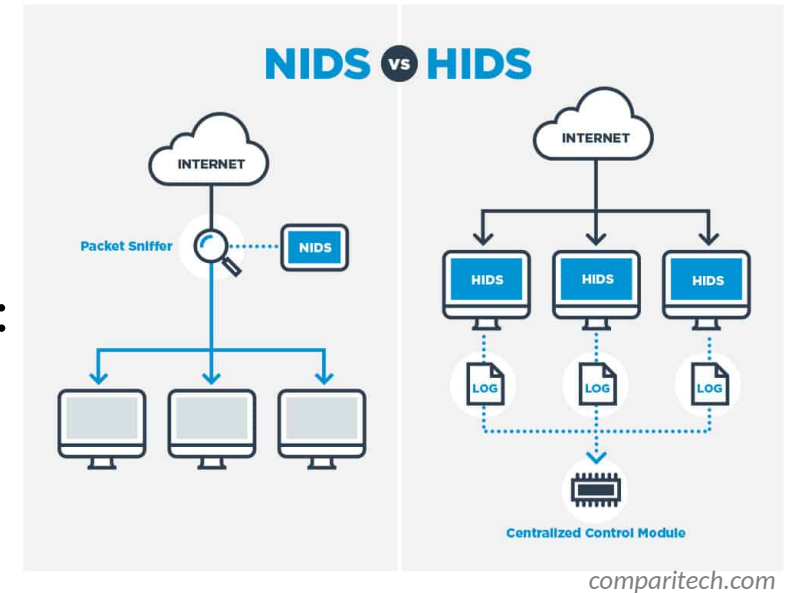 NIDS vs HIDS
INTERNET
Packet Sniffer
NIDS
INTERNET
HIDS
HIDS
HIDS
LOG
LOG
LOG
Centralized Control Module
comparitech.com
: